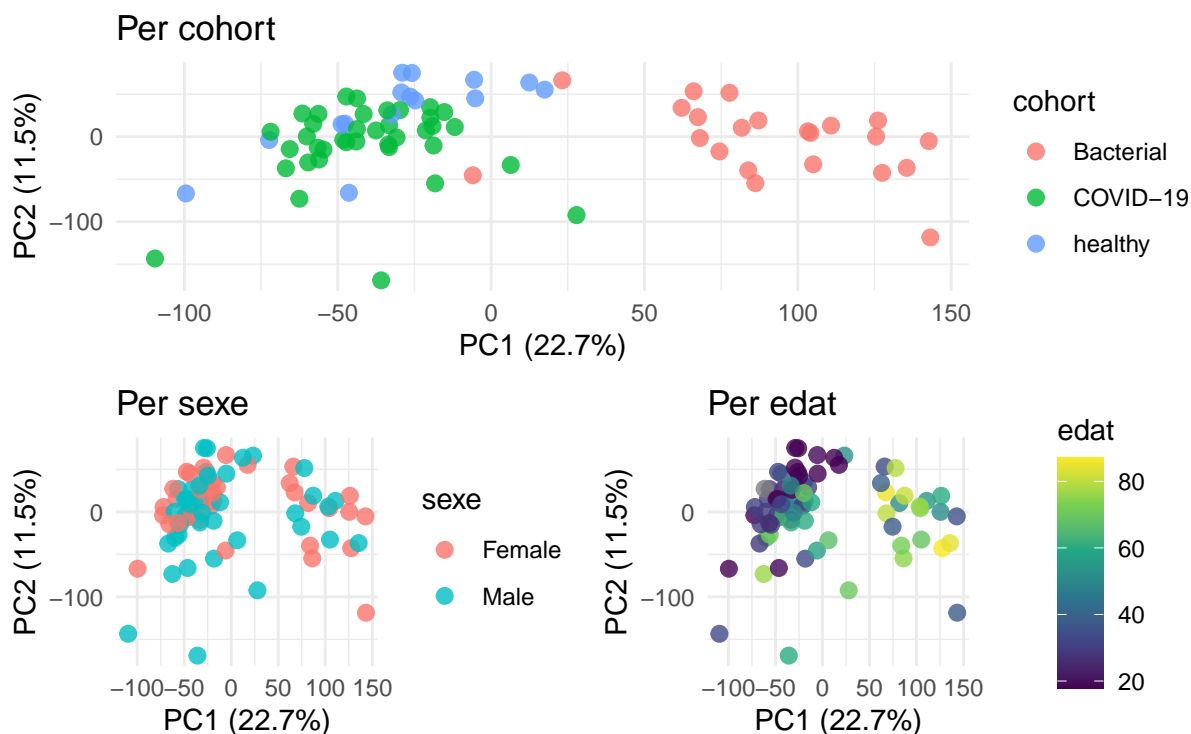 Per cohort
PC2 (11.5%)
0
−100
−100
−50
0
50
100
150
PC1 (22.7%)
cohort
Bacterial
COVID−19
healthy
Per sexe
PC2 (11.5%)
0
−100
−100
−50
0
50
100
150
PC1 (22.7%)
sexe
Female
Male
Per edat
PC2 (11.5%)
0
−100
−100
−50
0
50
100
150
PC1 (22.7%)
edat
80
60
40
20